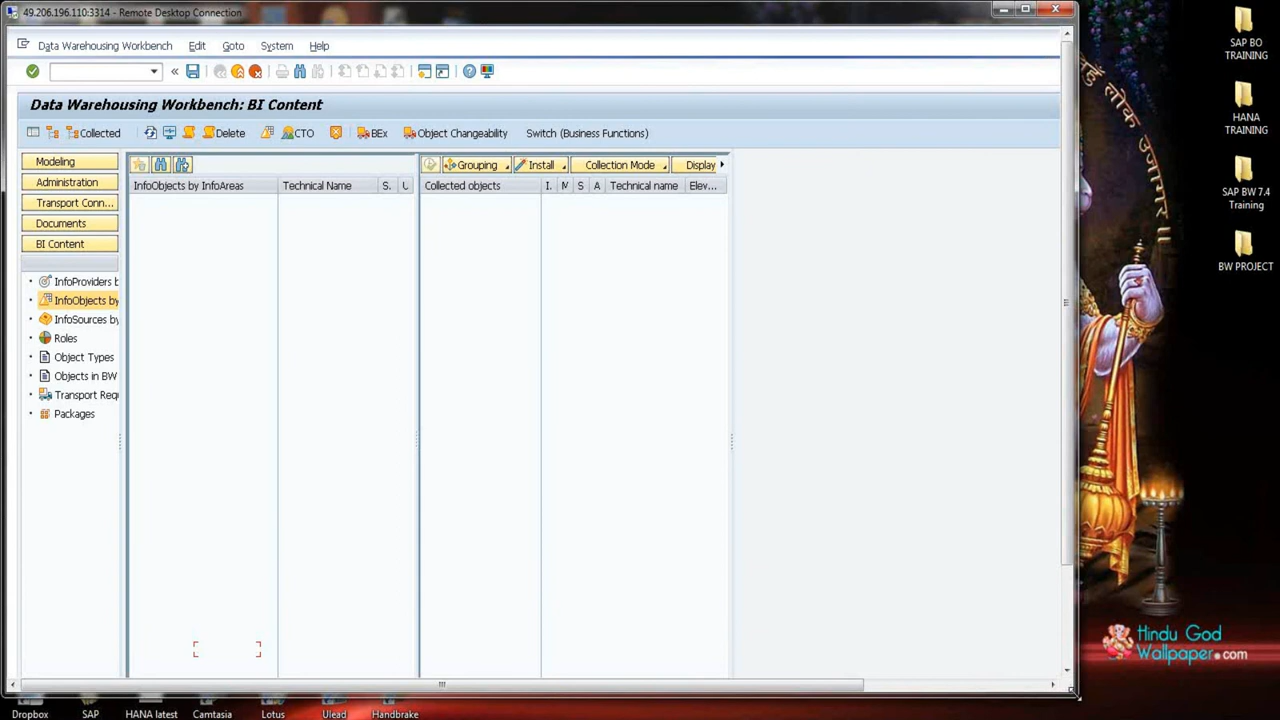 49.206.196.110:3314 - Remote Desktop Connection
Data Warehousing Workbench Edit Goto System Help
Data Warehousing Workbench: BI Content
Collected Delete CTO BEx Object Changeability Switch (Business Functions)
Modeling
Administration
Transport Conn...
Documents
BI Content
InfoProviders b
InfoObjects by
InfoSources by
Roles
Object Types
Objects in BW
Transport Req
Packages
InfoObjects by InfoAreas Technical Name S. U
Grouping Install Collection Mode Display
Collected objects I. M S A Technical name Elev...
SAP BO
TRAINING
HANA
TRAINING
SAP BW 7.4
Training
BW PROJECT
लोक उजागर ॥
Hindu God
Wallpaper.com
Dropbox SAP HANA latest Camtasia Lotus Ulead Handbrake